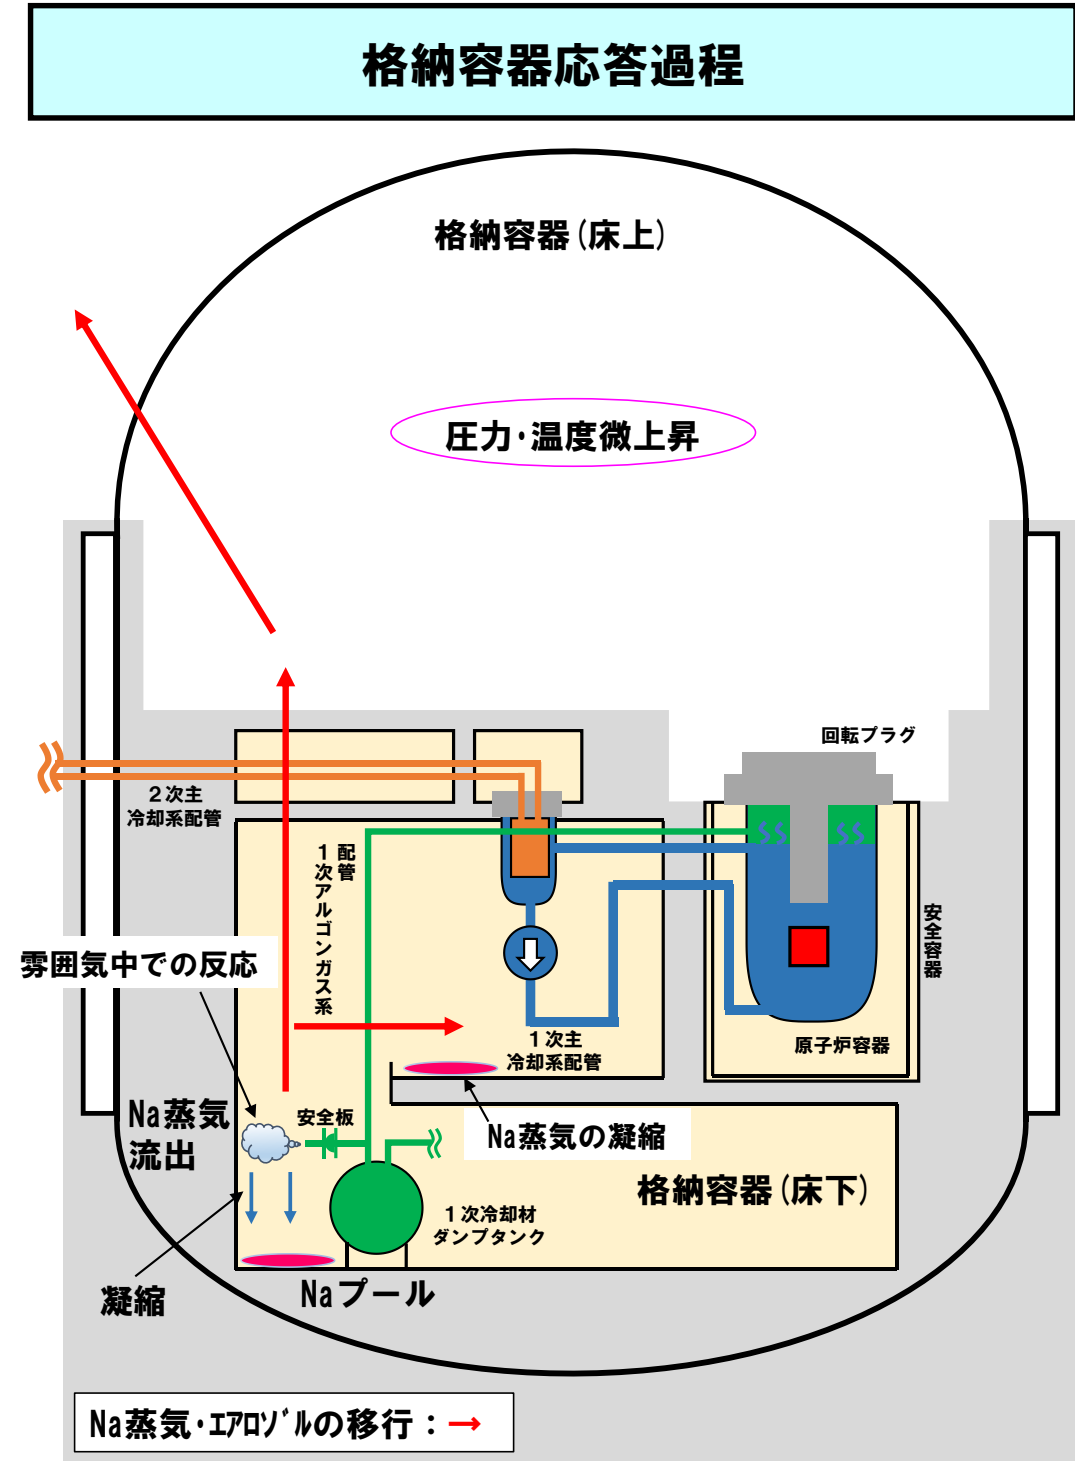 格納容器応答過程
格納容器(床上)
圧力・温度微上昇
回転プラグ
2次主
冷却系配管
1次アルゴンガス系
配管
安全容器
雰囲気中での反応
1次主
冷却系配管
原子炉容器
Na蒸気
流出
安全板
Na蒸気の凝縮
格納容器(床下)
1次冷却材
ダンプタンク
凝縮
Naプール
Na蒸気・エアロゾルの移行:→